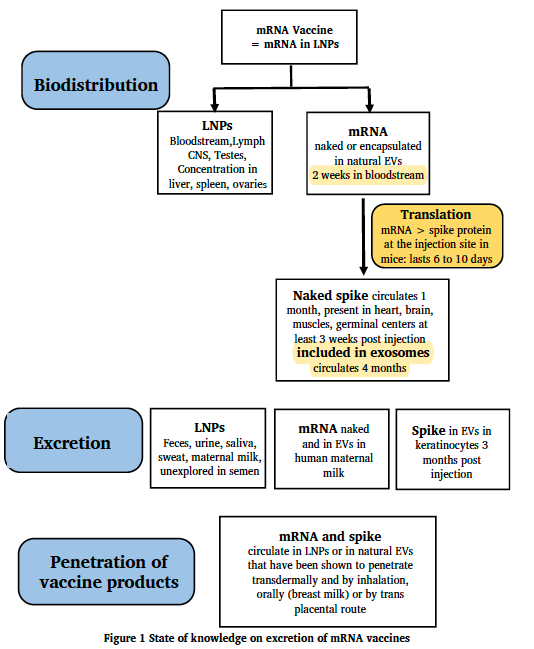 mRNA Vaccine
= mRNA in LNPs
Biodistribution
LNPs
Bloodstream,Lymph
CNS, Testes,
Concentration in
liver, spleen, ovaries
mRNA
naked or encapsulated
in natural EVs
2 weeks in bloodstream
Translation
mRNA > spike protein
at the injection site in
mice: lasts 6 to 10 days
Naked spike circulates 1
month, present in heart, brain,
muscles, germinal centers at
least 3 weeks post injection
included in exosomes
circulates 4 months
Excretion
LNPs
Feces, urine, saliva,
sweat, maternal milk,
unexplored in semen
mRNA naked
and in EVs in
human maternal
milk
Spike in EVs in
keratinocytes 3
months post
injection
Penetration of
vaccine products
mRNA and spike
circulate in LNPs or in natural EVs
that have been shown to penetrate
transdermally and by inhalation,
orally (breast milk) or by trans
placental route
Figure 1 State of knowledge on excretion of mRNA vaccines